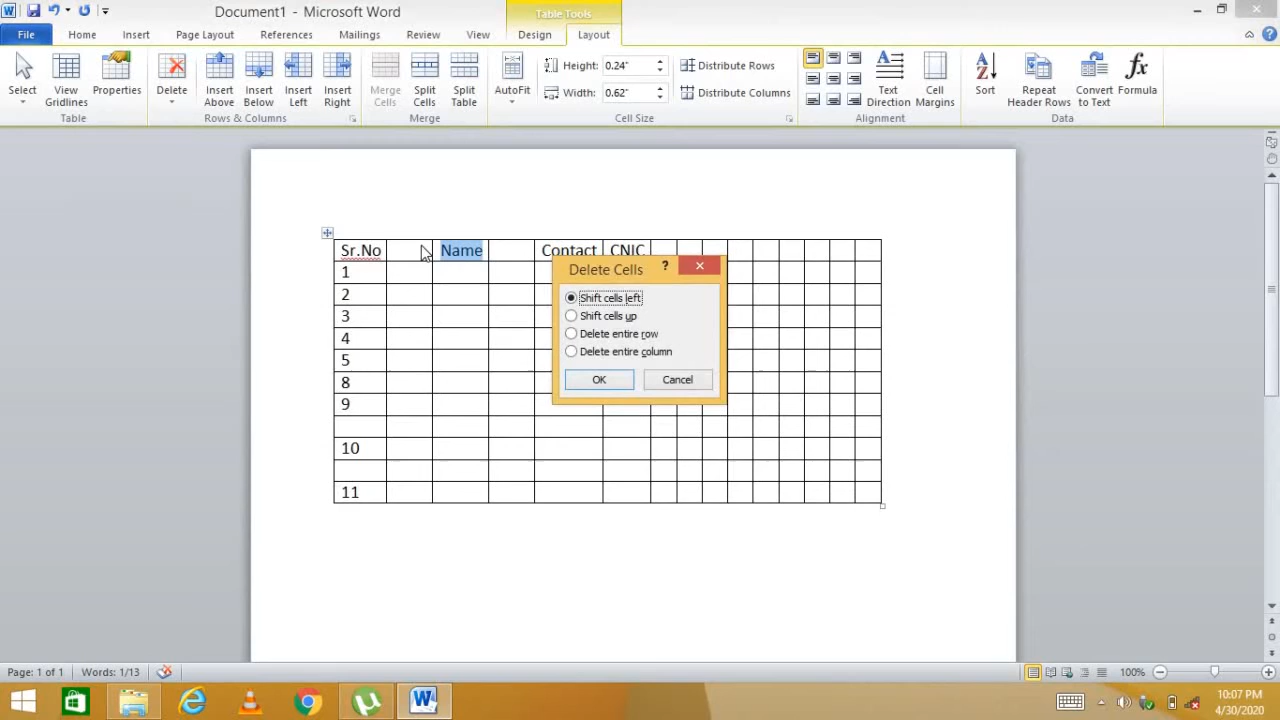 Document1 - Microsoft Word
Table Tools
File Home Insert Page Layout References Mailings Review View Design Layout
Select
View Gridlines
Properties
Delete
Insert Above
Insert Below
Insert Left
Insert Right
Merge Cells
Split Cells
Split Table
AutoFit
Height: 0.24"
Width: 0.62"
Distribute Rows
Distribute Columns
Text Direction
Cell Margins
Sort
Repeat Header Rows
Convert to Text
fx
Formula
Table Rows & Columns Merge Cell Size Alignment Data
Sr.No Name Contact CNIC
1
2
3
4
5
8
9
10
11
Delete Cells ?
Shift cells left
Shift cells up
Delete entire row
Delete entire column
OK Cancel
Page: 1 of 1 Words: 1/13 100%
10:07 PM
4/30/2020